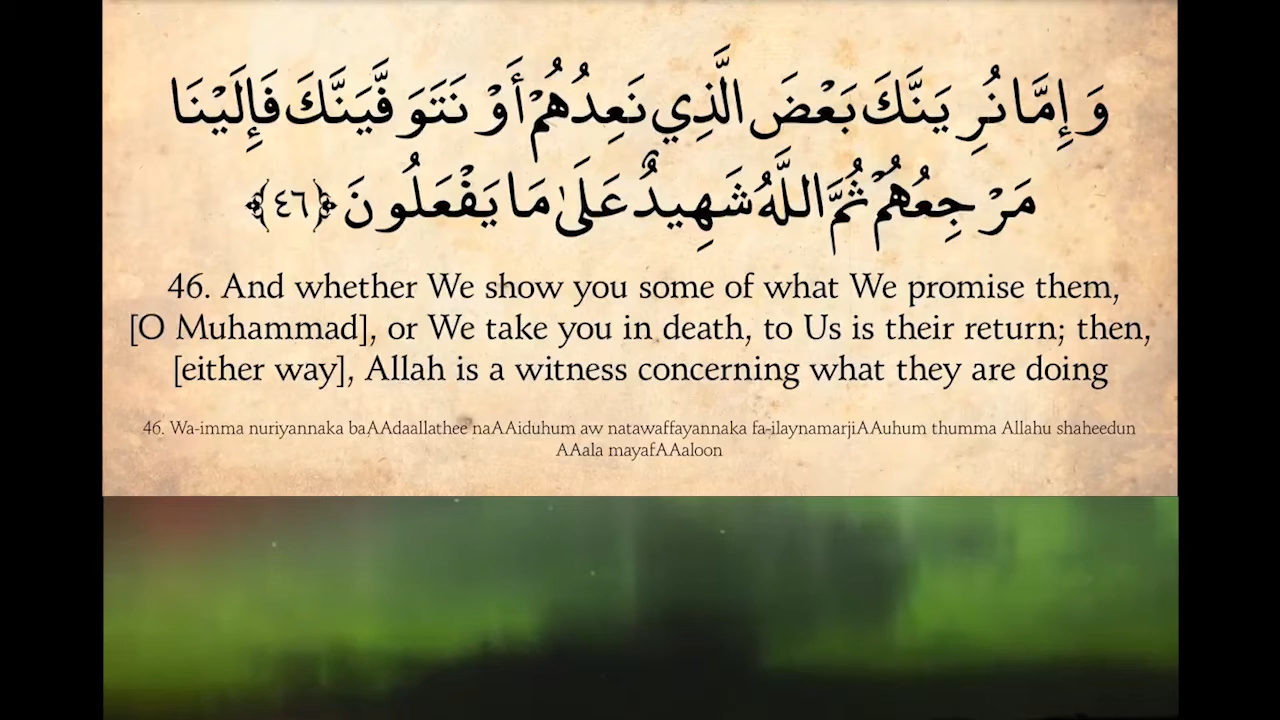 وَإِمَّا نُرِيَنَّكَ بَعْضَ الَّذِي نَعِدُهُمْ أَوْ نَتَوَفَّيَنَّكَ فَإِلَيْنَا
مَرْجِعُهُمْ ثُمَّ اللَّهُ شَهِيدٌ عَلَىٰ مَا يَفْعَلُونَ ﴿٤٦﴾
46. And whether We show you some of what We promise them,
[O Muhammad], or We take you in death, to Us is their return; then,
[either way], Allah is a witness concerning what they are doing
46. Wa-imma nuriyannaka baAAdaallathee naAAiduhum aw natawaffayannaka fa-ilaynamarjiAAuhum thumma Allahu shaheedun
AAala mayafAAaloon